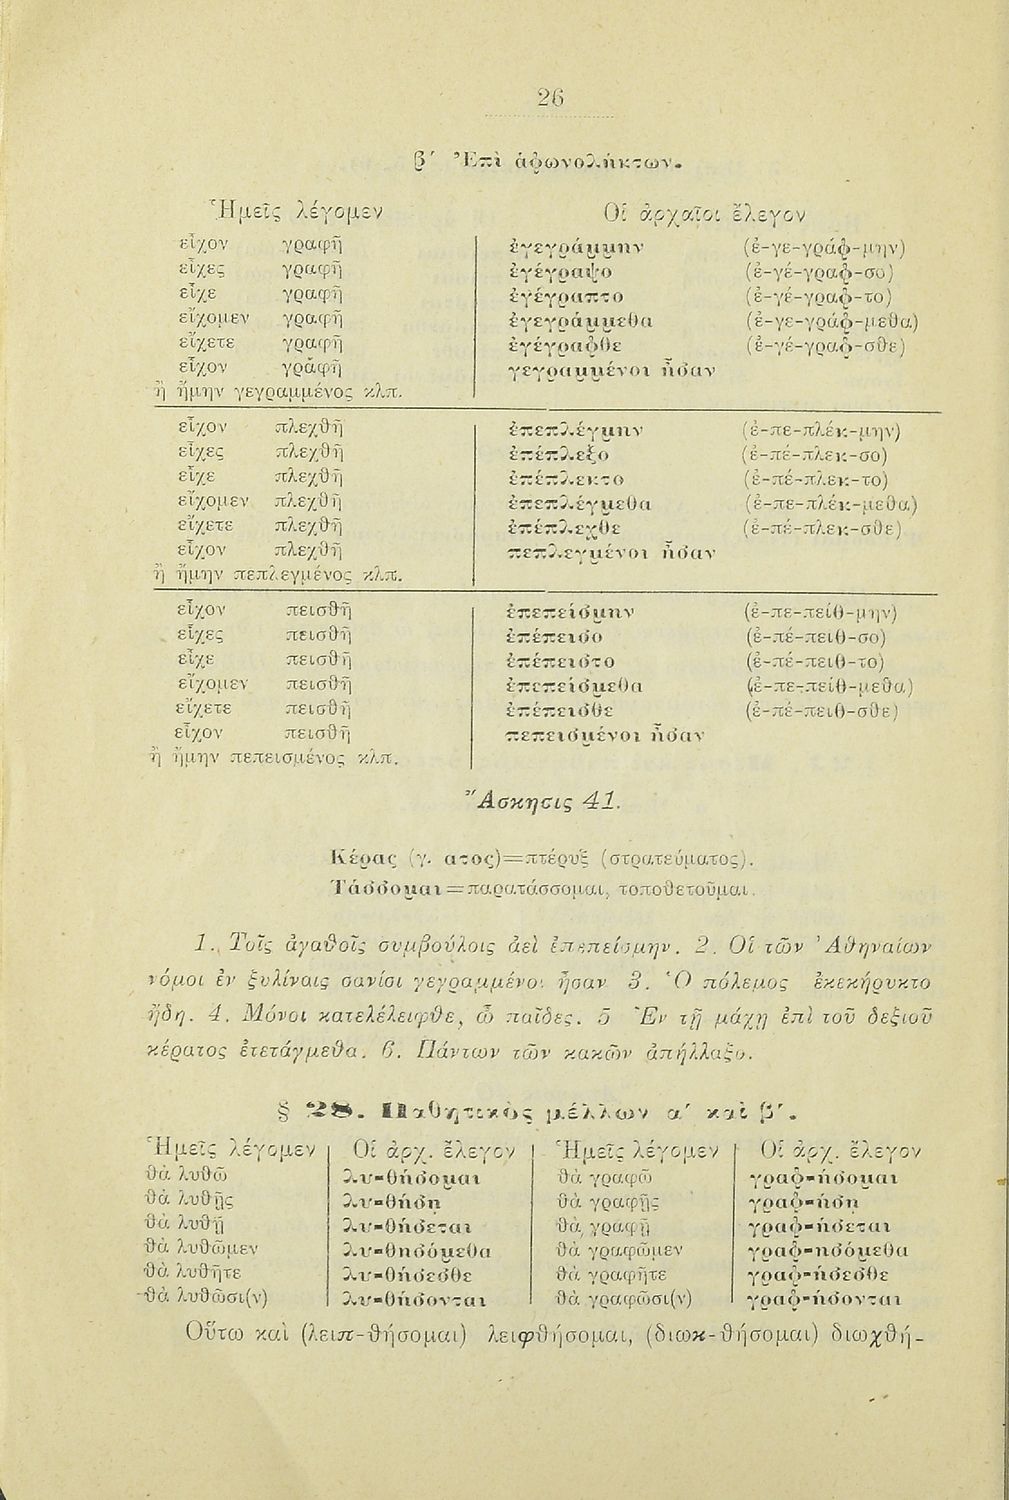 26
β΄ Ἐπὶ ἀφωνολήκτων.
Ἡμεῖς λέγομεν Οἱ ἀρχαῖοι ἔλεγον
εἶχον γραφῆ ἐγεγράμμην (ἐ-γε-γράφ-μην)
εἶχες γραφῆ ἐγέγραψο (ἐ-γέ-γραφ-σο)
εἶχε γραφῆ ἐγέγραπτο (ἐ-γέ-γραφ-το)
εἴχομεν γραφῆ ἐγεγράμμεθα (ἐ-γε-γράφ-μεθα)
εἴχετε γραφῆ ἐγέγραφθε (ἐ-γέ-γραφ-σθε)
εἶχον γραφῆ γεγραμμένοι ἦσαν
ἢ ἤμην γεγραμμένος κλπ.
εἶχον πλεχθῆ ἐπεπλέγμην (ἐ-πε-πλέκ-μην)
εἶχες πλεχθῆ ἐπέπλεξο (ἐ-πέ-πλεκ-σο)
εἶχε πλεχθῆ ἐπέπλεκτο (ἐ-πέ-πλεκ-το)
εἴχομεν πλεχθῆ ἐπεπλέγμεθα (ἐ-πε-πλέκ-μεθα)
εἴχετε πλεχθῆ ἐπέπλεχθε (ἐ-πέ-πλεκ-σθε)
εἶχον πλεχθῆ πεπλεγμένοι ἦσαν
ἢ ἤμην πεπλεγμένος κλπ.
εἶχον πεισθῆ ἐπεπείσμην (ἐ-πε-πείθ-μην)
εἶχες πεισθῆ ἐπέπεισο (ἐ-πέ-πειθ-σο)
εἶχε πεισθῆ ἐπέπειστο (ἐ-πέ-πειθ-το)
εἴχομεν πεισθῆ ἐπεπείσμεθα (ἐ-πε-πείθ-μεθα)
εἴχετε πεισθῆ ἐπέπεισθε (ἐ-πέ-πειθ-σθε)
εἶχον πεισθῆ πεπεισμένοι ἦσαν
ἢ ἤμην πεπεισμένος κλπ.
Ἄσκησις 41.
Κέρας (γ. ατος)=πτέρυξ (στρατεύματος).
Τάσσομαι=παρατάσσομαι, τοποθετοῦμαι.
1. Τοῖς ἀγαθοῖς συμβούλοις ἀεὶ ἐπεπείσμην. 2. Οἱ τῶν Ἀθηναίων
νόμοι ἐν ξυλίναις σανίσι γεγραμμένοι ἦσαν 3. Ὁ πόλεμος ἐκεκήρυκτο
ἤδη. 4. Μόνοι κατελέλειφθε, ὦ παῖδες. 5 Ἐν τῇ μάχῃ ἐπὶ τοῦ δεξιοῦ
κέρατος ἐτετάγμεθα. 6. Πάντων τῶν κακῶν ἀπήλλαξο.
§ 28. Παθητικὸς μέλλων α΄ καὶ β΄.
Ἡμεῖς λέγομεν Οἱ ἀρχ. ἔλεγον Ἡμεῖς λέγομεν Οἱ ἀρχ. ἔλεγον
θὰ λυθῶ λυ-θήσομαι θὰ γραφῶ γραφ-ήσομαι
θὰ λυθῇς λυ-θήσῃ θὰ γραφῇς γραφ-ήσῃ
θὰ λυθῇ λυ-θήσεται θὰ γραφῇ γραφ-ήσεται
θὰ λυθῶμεν λυ-θησόμεθα θὰ γραφῶμεν γραφ-ησόμεθα
θὰ λυθῆτε λυ-θήσεσθε θὰ γραφῆτε γραφ-ήσεσθε
θὰ λυθῶσι(ν) λυ-θήσονται θὰ γραφῶσι(ν) γραφ-ήσονται
Οὕτω καὶ (λειπ-θήσομαι) λειφθήσομαι, (διωκ-θήσομαι) διωχθή-